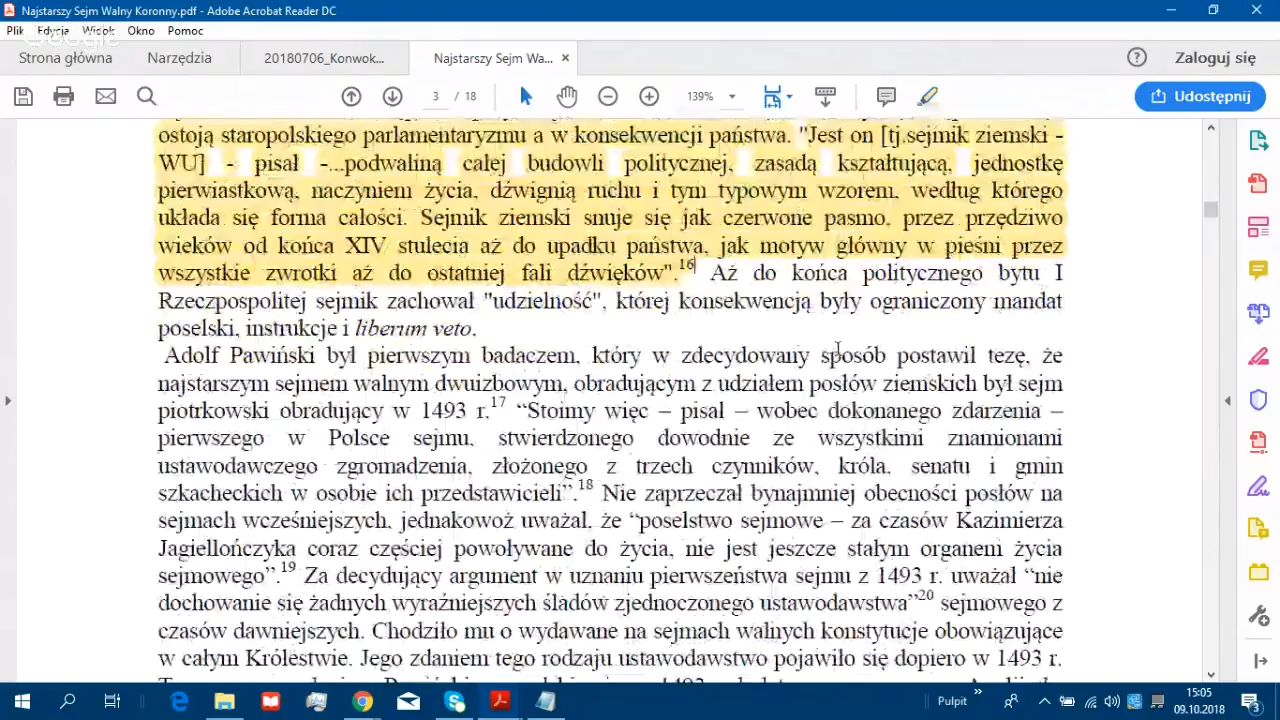 Najstarszy Sejm Walny Koronny.pdf - Adobe Acrobat Reader DC
Plik Edycja Widok Okno Pomoc
Google
Strona główna Narzędzia 20180706_Konwok... Najstarszy Sejm Wa... Zaloguj się
3 / 18 139% Udostępnij
ostoją staropolskiego parlamentaryzmu a w konsekwencji państwa. "Jest on [tj.sejmik ziemski -
WU] - pisał -...podwaliną całej budowli politycznej, zasadą kształtującą, jednostkę
pierwiastkową, naczyniem życia, dźwignią ruchu i tym typowym wzorem, według którego
układa się forma całości. Sejmik ziemski snuje się jak czerwone pasmo, przez przędziwo
wieków od końca XIV stulecia aż do upadku państwa, jak motyw główny w pieśni przez
wszystkie zwrotki aż do ostatniej fali dźwięków".16 Aż do końca politycznego bytu I
Rzeczpospolitej sejmik zachował "udzielność", której konsekwencją były ograniczony mandat
poselski, instrukcje i liberum veto.
Adolf Pawiński był pierwszym badaczem, który w zdecydowany sposób postawił tezę, że
najstarszym sejmem walnym dwuizbowym, obradującym z udziałem posłów ziemskich był sejm
piotrkowski obradujący w 1493 r.17 “Stoimy więc – pisał – wobec dokonanego zdarzenia –
pierwszego w Polsce sejmu, stwierdzonego dowodnie ze wszystkimi znamionami
ustawodawczego zgromadzenia, złożonego z trzech czynników, króla, senatu i gmin
szkacheckich w osobie ich przedstawicieli”.18 Nie zaprzeczał bynajmniej obecności posłów na
sejmach wcześniejszych, jednakowoż uważał, że “poselstwo sejmowe – za czasów Kazimierza
Jagiellończyka coraz częściej powoływane do życia, nie jest jeszcze stałym organem życia
sejmowego”.19 Za decydujący argument w uznaniu pierwszeństwa sejmu z 1493 r. uważał “nie
dochowanie się żadnych wyraźniejszych śladów zjednoczonego ustawodawstwa”20 sejmowego z
czasów dawniejszych. Chodziło mu o wydawane na sejmach walnych konstytucje obowiązujące
w całym Królestwie. Jego zdaniem tego rodzaju ustawodawstwo pojawiło się dopiero w 1493 r.
Pulpit 15:05
09.10.2018 3